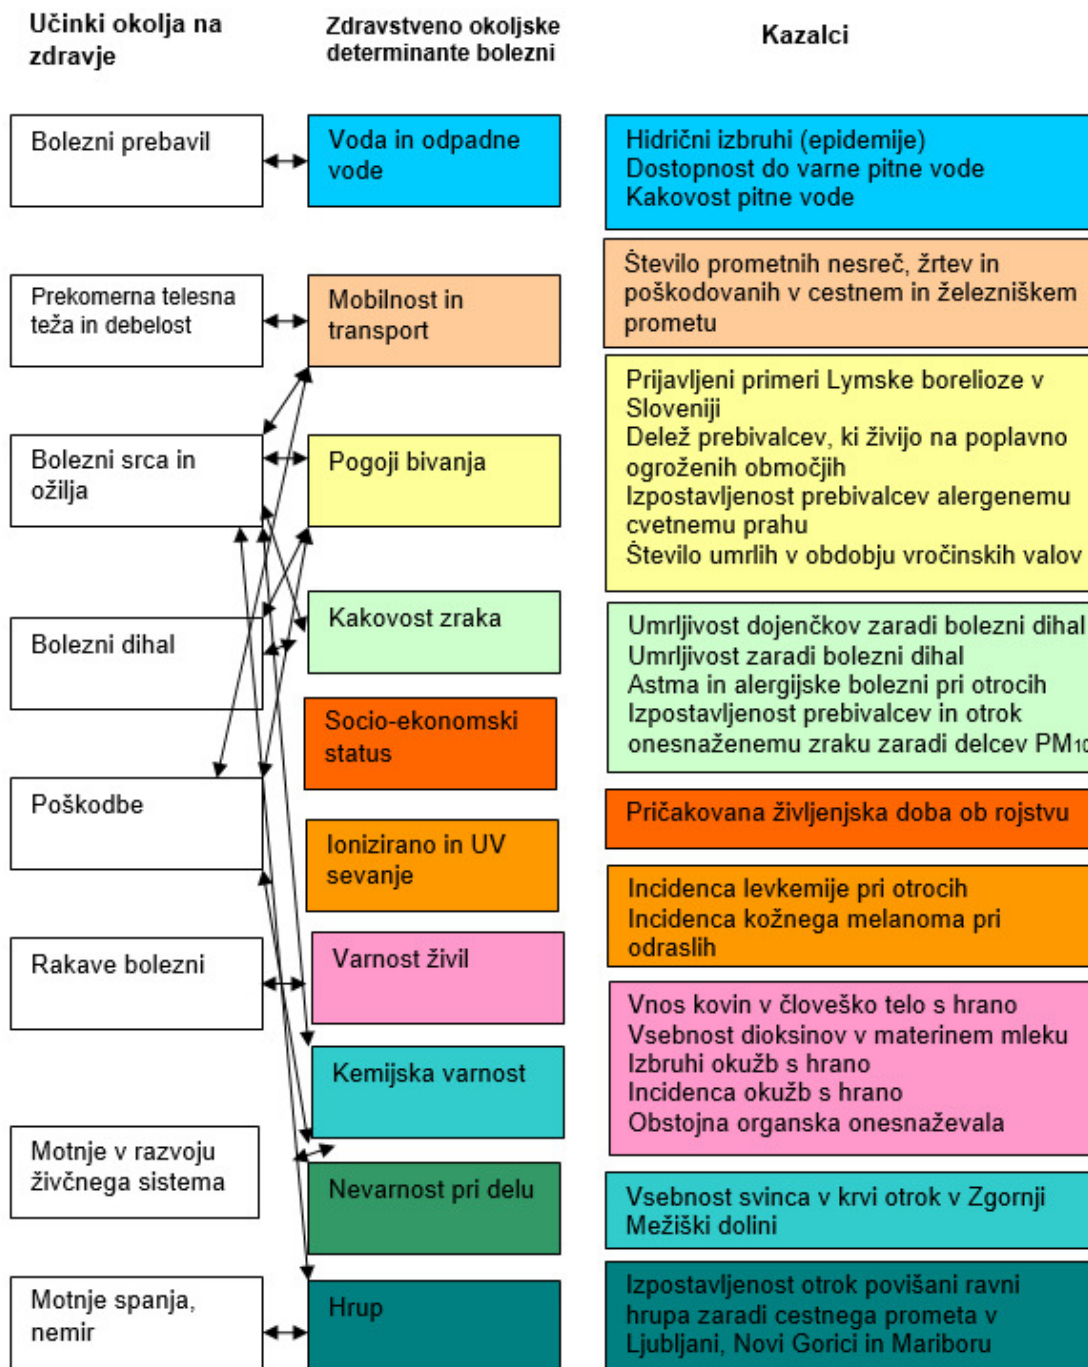 Učinki okolja na
zdravje
Zdravstveno okoljske
determinante bolezni
Kazalci
Bolezni prebavil
Voda in odpadne
vode
Hidrični izbruhi (epidemije)
Dostopnost do varne pitne vode
Kakovost pitne vode
Prekomerna telesna
teža in debelost
Mobilnost in
transport
Število prometnih nesreč, žrtev in
poškodovanih v cestnem in železniškem
prometu
Bolezni srca in
ožilja
Pogoji bivanja
Prijavljeni primeri Lymske borelioze v
Sloveniji
Delež prebivalcev, ki živijo na poplavno
ogroženih območjih
Izpostavljenost prebivalcev alergenemu
cvetnemu prahu
Število umrlih v obdobju vročinskih valov
Bolezni dihal
Kakovost zraka
Umrljivost dojenčkov zaradi bolezni dihal
Umrljivost zaradi bolezni dihal
Astma in alergijske bolezni pri otrocih
Izpostavljenost prebivalcev in otrok
onesnaženemu zraku zaradi delcev PM10
Socio-ekonomski
status
Pričakovana življenjska doba ob rojstvu
Poškodbe
Ionizirano in UV
sevanje
Incidenca levkemije pri otrocih
Incidenca kožnega melanoma pri
odraslih
Rakave bolezni
Varnost živil
Vnos kovin v človeško telo s hrano
Vsebnost dioksinov v materinem mleku
Izbruhi okužb s hrano
Incidenca okužb s hrano
Obstojna organska onesnaževala
Kemijska varnost
Motnje v razvoju
živčnega sistema
Nevarnost pri delu
Vsebnost svinca v krvi otrok v Zgornji
Mežiški dolini
Motnje spanja,
nemir
Hrup
Izpostavljenost otrok povišani ravni
hrupa zaradi cestnega prometa v
Ljubljani, Novi Gorici in Mariboru